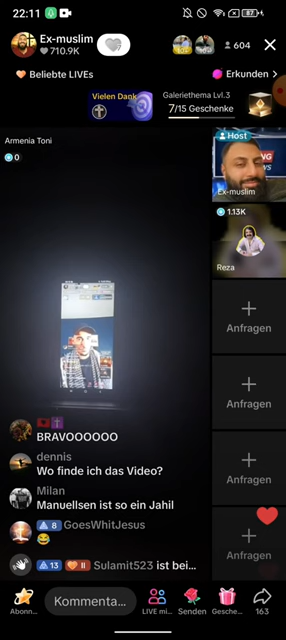 22:11
87
Ex-muslim
710.9K
604
Beliebte LIVEs
Erkunden >
Vielen Dank
Galeriethema Lvl.3
7/15 Geschenke
Armenia Toni
0
Host
Ex-muslim
1.13K
Reza
Anfragen
Anfragen
Anfragen
Anfragen
BRAVOOOOOO
dennis
Wo finde ich das Video?
Milan
Manuellsen ist so ein Jahil
8 GoesWhitJesus
😂
13 II Sulamit523 ist bei...
Abonn...
Kommenta...
LIVE mi...
Senden
Gesche...
163